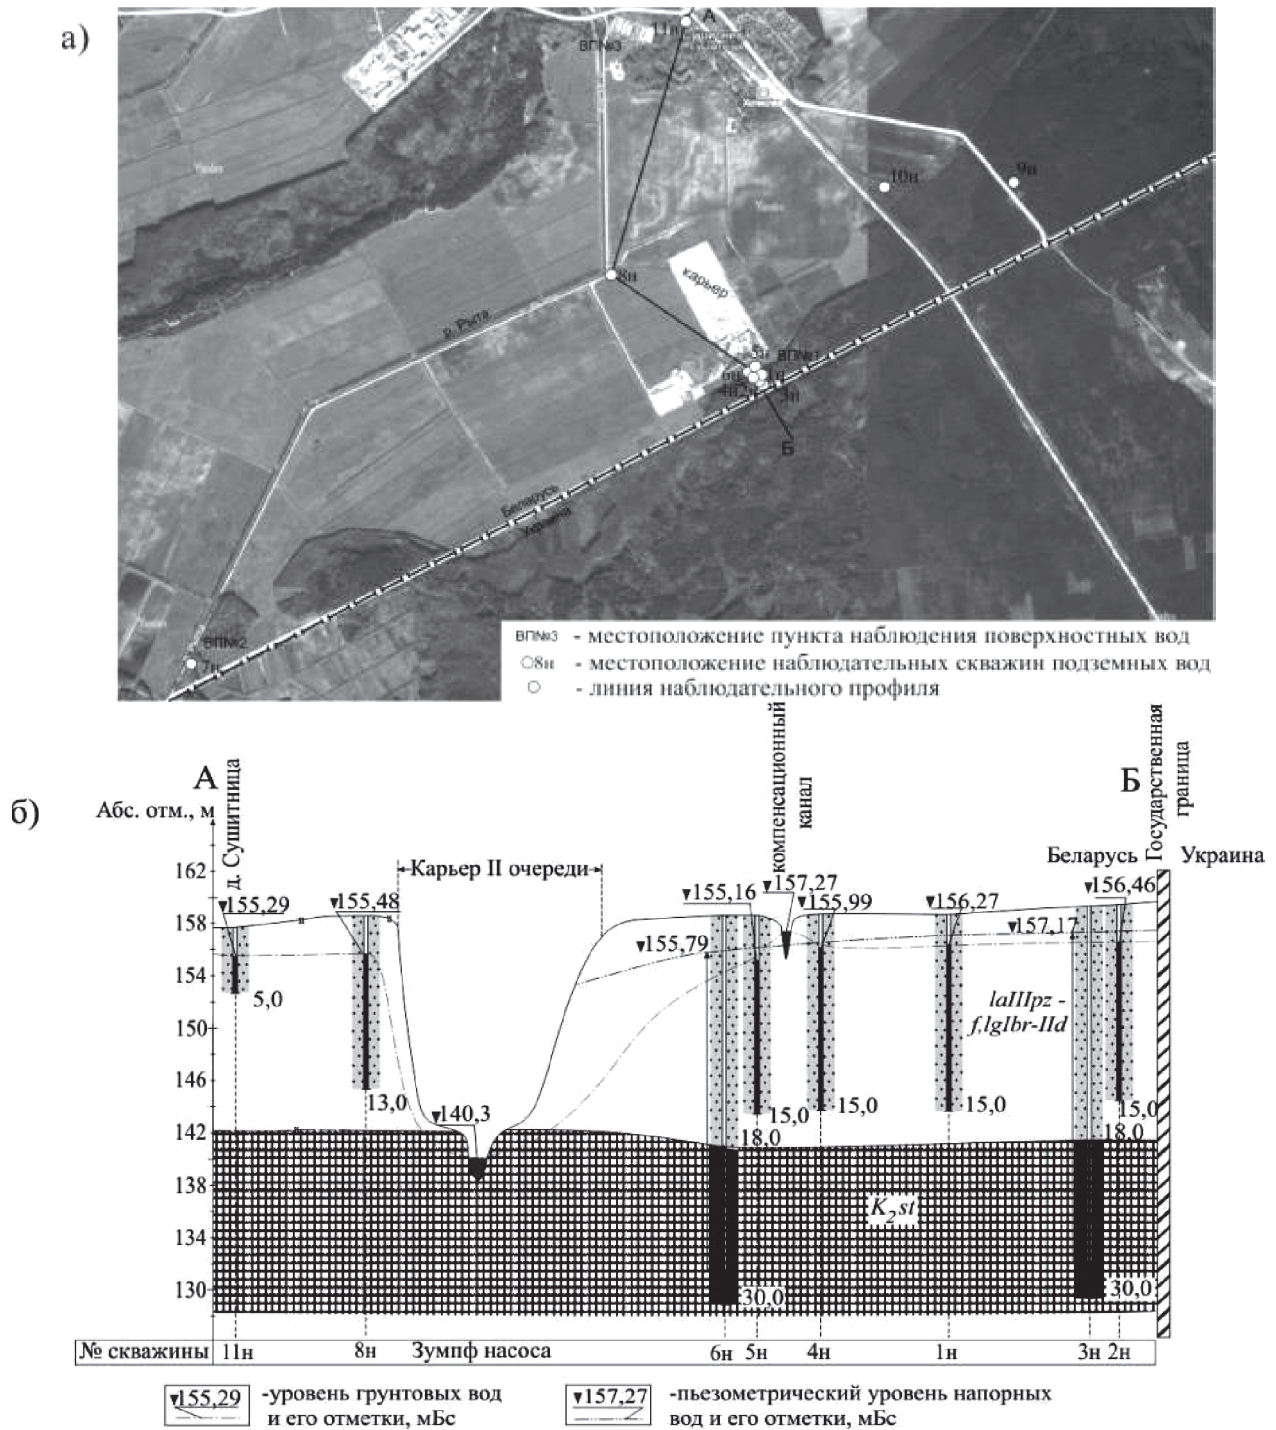 а)
А
11н
ВП№3
10н
9н
карьер
8н
р. Рыта
ВП№1
6н
1н
4н2н
3н
Б
Беларусь
Украина
ВП№2
7н
ВП№3 - местоположение пункта наблюдения поверхностных вод
8н - местоположение наблюдательных скважин подземных вод
- линия наблюдательного профиля
б)
А
д. Сушитница
компенсационный
канал
Б
Государственная
граница
Абс. отм., м
Беларусь
Украина
Карьер II очереди
162
158
154
150
146
142
138
134
130
155,29
155,48
155,16
157,27
155,99
156,27
156,46
155,79
157,17
140,3
laIIIpz -
f,lgIbr-IId
5,0
13,0
15,0
15,0
15,0
15,0
18,0
18,0
K2st
30,0
30,0
№ скважины 11н 8н Зумпф насоса 6н 5н 4н 1н 3н 2н
155,29 -уровень грунтовых вод
и его отметки, мБс
157,27 -пьезометрический уровень напорных
вод и его отметки, мБс